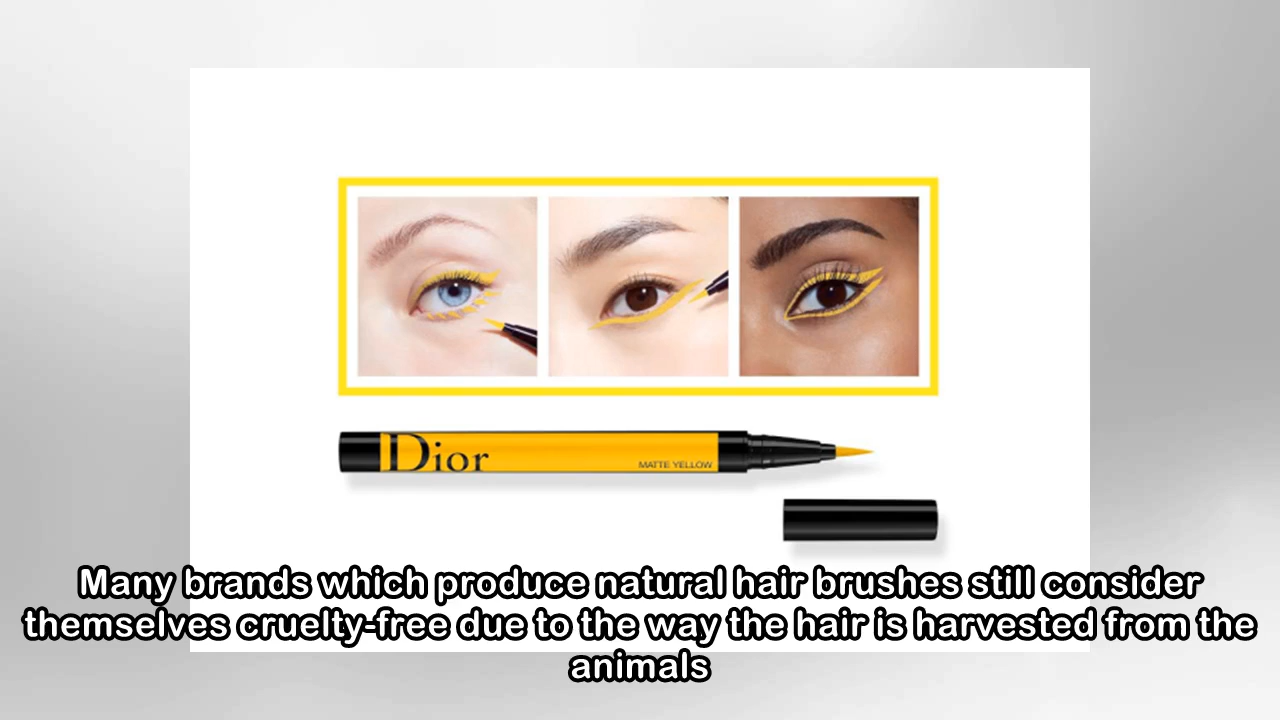 Dior
MATTE YELLOW
Many brands which produce natural hair brushes still consider
themselves cruelty-free due to the way the hair is harvested from the
animals